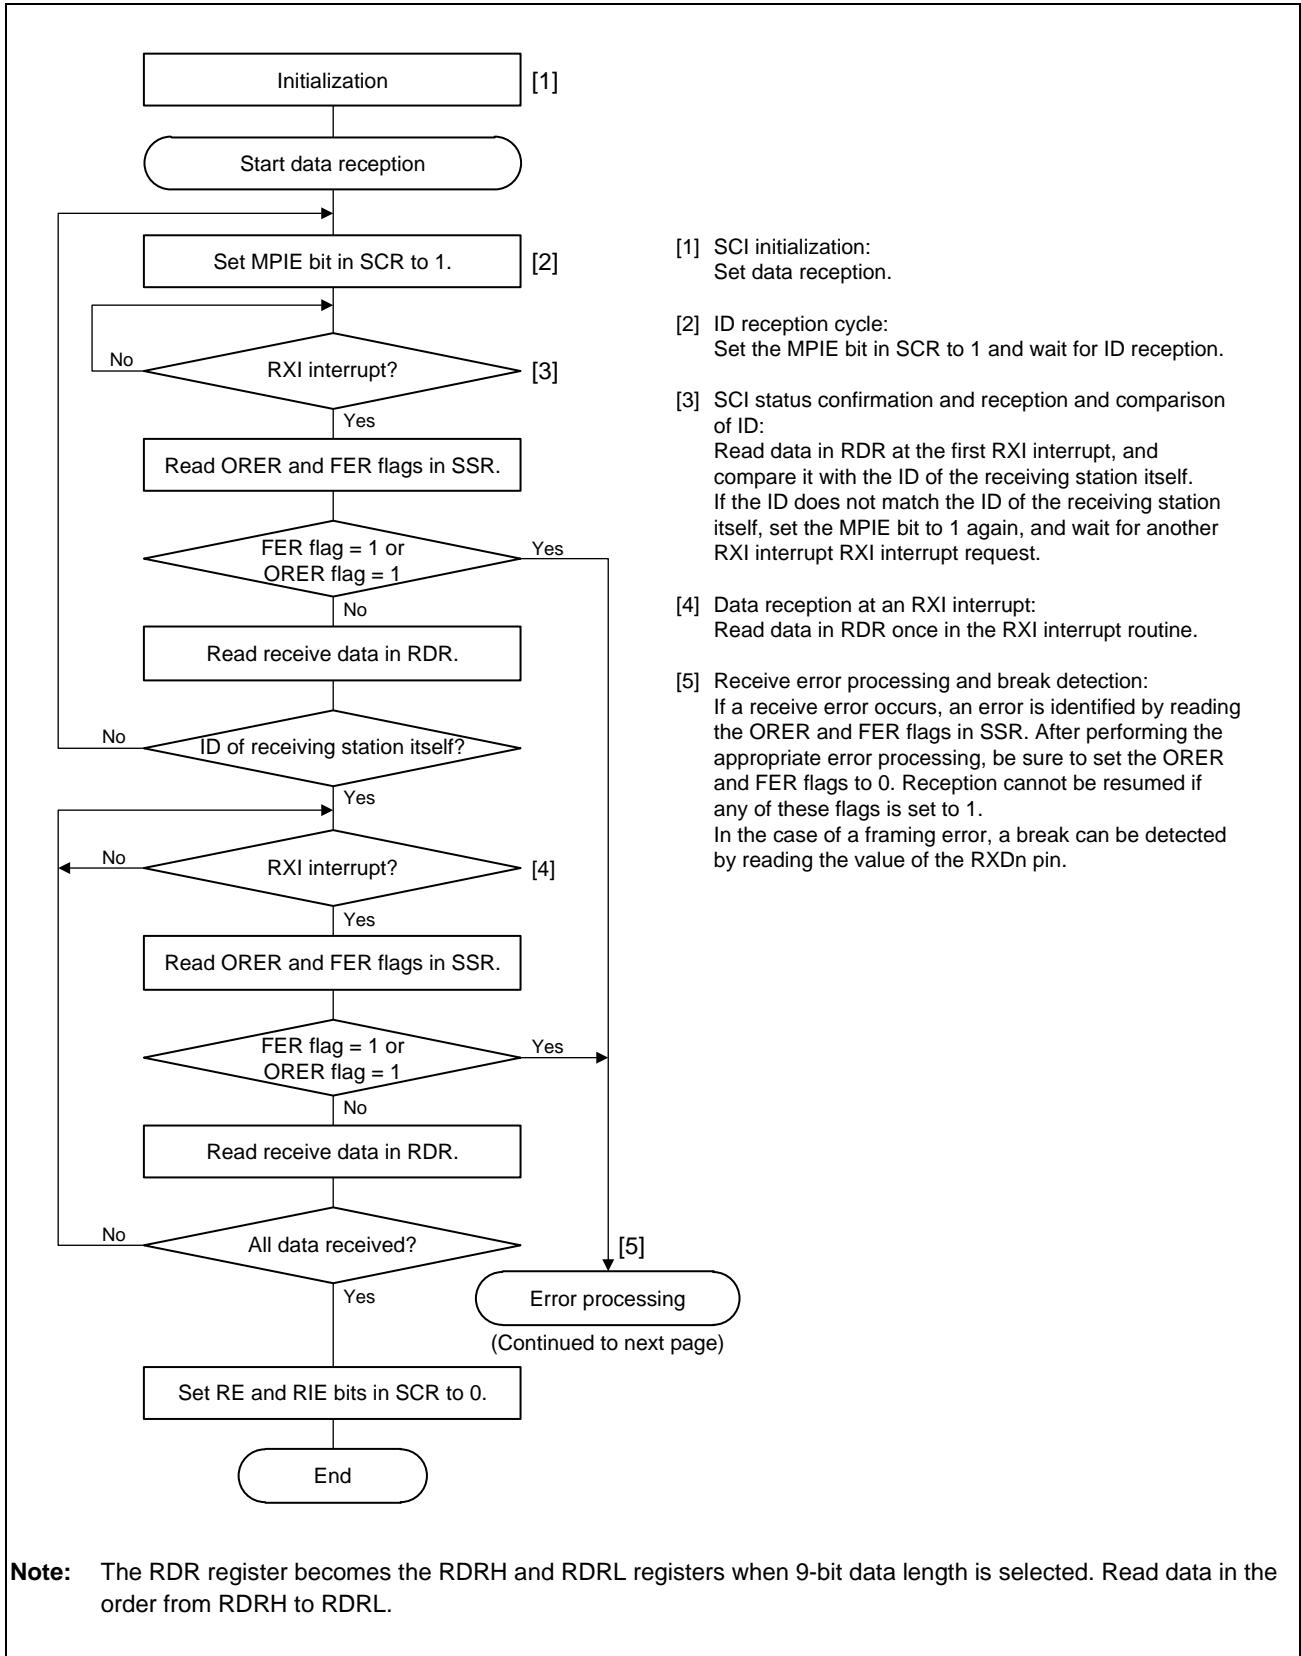 Initialization [1]
Start data reception
Set MPIE bit in SCR to 1. [2]
No
RXI interrupt? [3]
Yes
Read ORER and FER flags in SSR.
FER flag = 1 or
ORER flag = 1
Yes
No
Read receive data in RDR.
No
ID of receiving station itself?
Yes
No
RXI interrupt? [4]
Yes
Read ORER and FER flags in SSR.
FER flag = 1 or
ORER flag = 1
Yes
No
Read receive data in RDR.
No
All data received?
Yes
[5]
Error processing
(Continued to next page)
Set RE and RIE bits in SCR to 0.
End
[1] SCI initialization:
Set data reception.
[2] ID reception cycle:
Set the MPIE bit in SCR to 1 and wait for ID reception.
[3] SCI status confirmation and reception and comparison
of ID:
Read data in RDR at the first RXI interrupt, and
compare it with the ID of the receiving station itself.
If the ID does not match the ID of the receiving station
itself, set the MPIE bit to 1 again, and wait for another
RXI interrupt RXI interrupt request.
[4] Data reception at an RXI interrupt:
Read data in RDR once in the RXI interrupt routine.
[5] Receive error processing and break detection:
If a receive error occurs, an error is identified by reading
the ORER and FER flags in SSR. After performing the
appropriate error processing, be sure to set the ORER
and FER flags to 0. Reception cannot be resumed if
any of these flags is set to 1.
In the case of a framing error, a break can be detected
by reading the value of the RXDn pin.
Note: The RDR register becomes the RDRH and RDRL registers when 9-bit data length is selected. Read data in the
order from RDRH to RDRL.